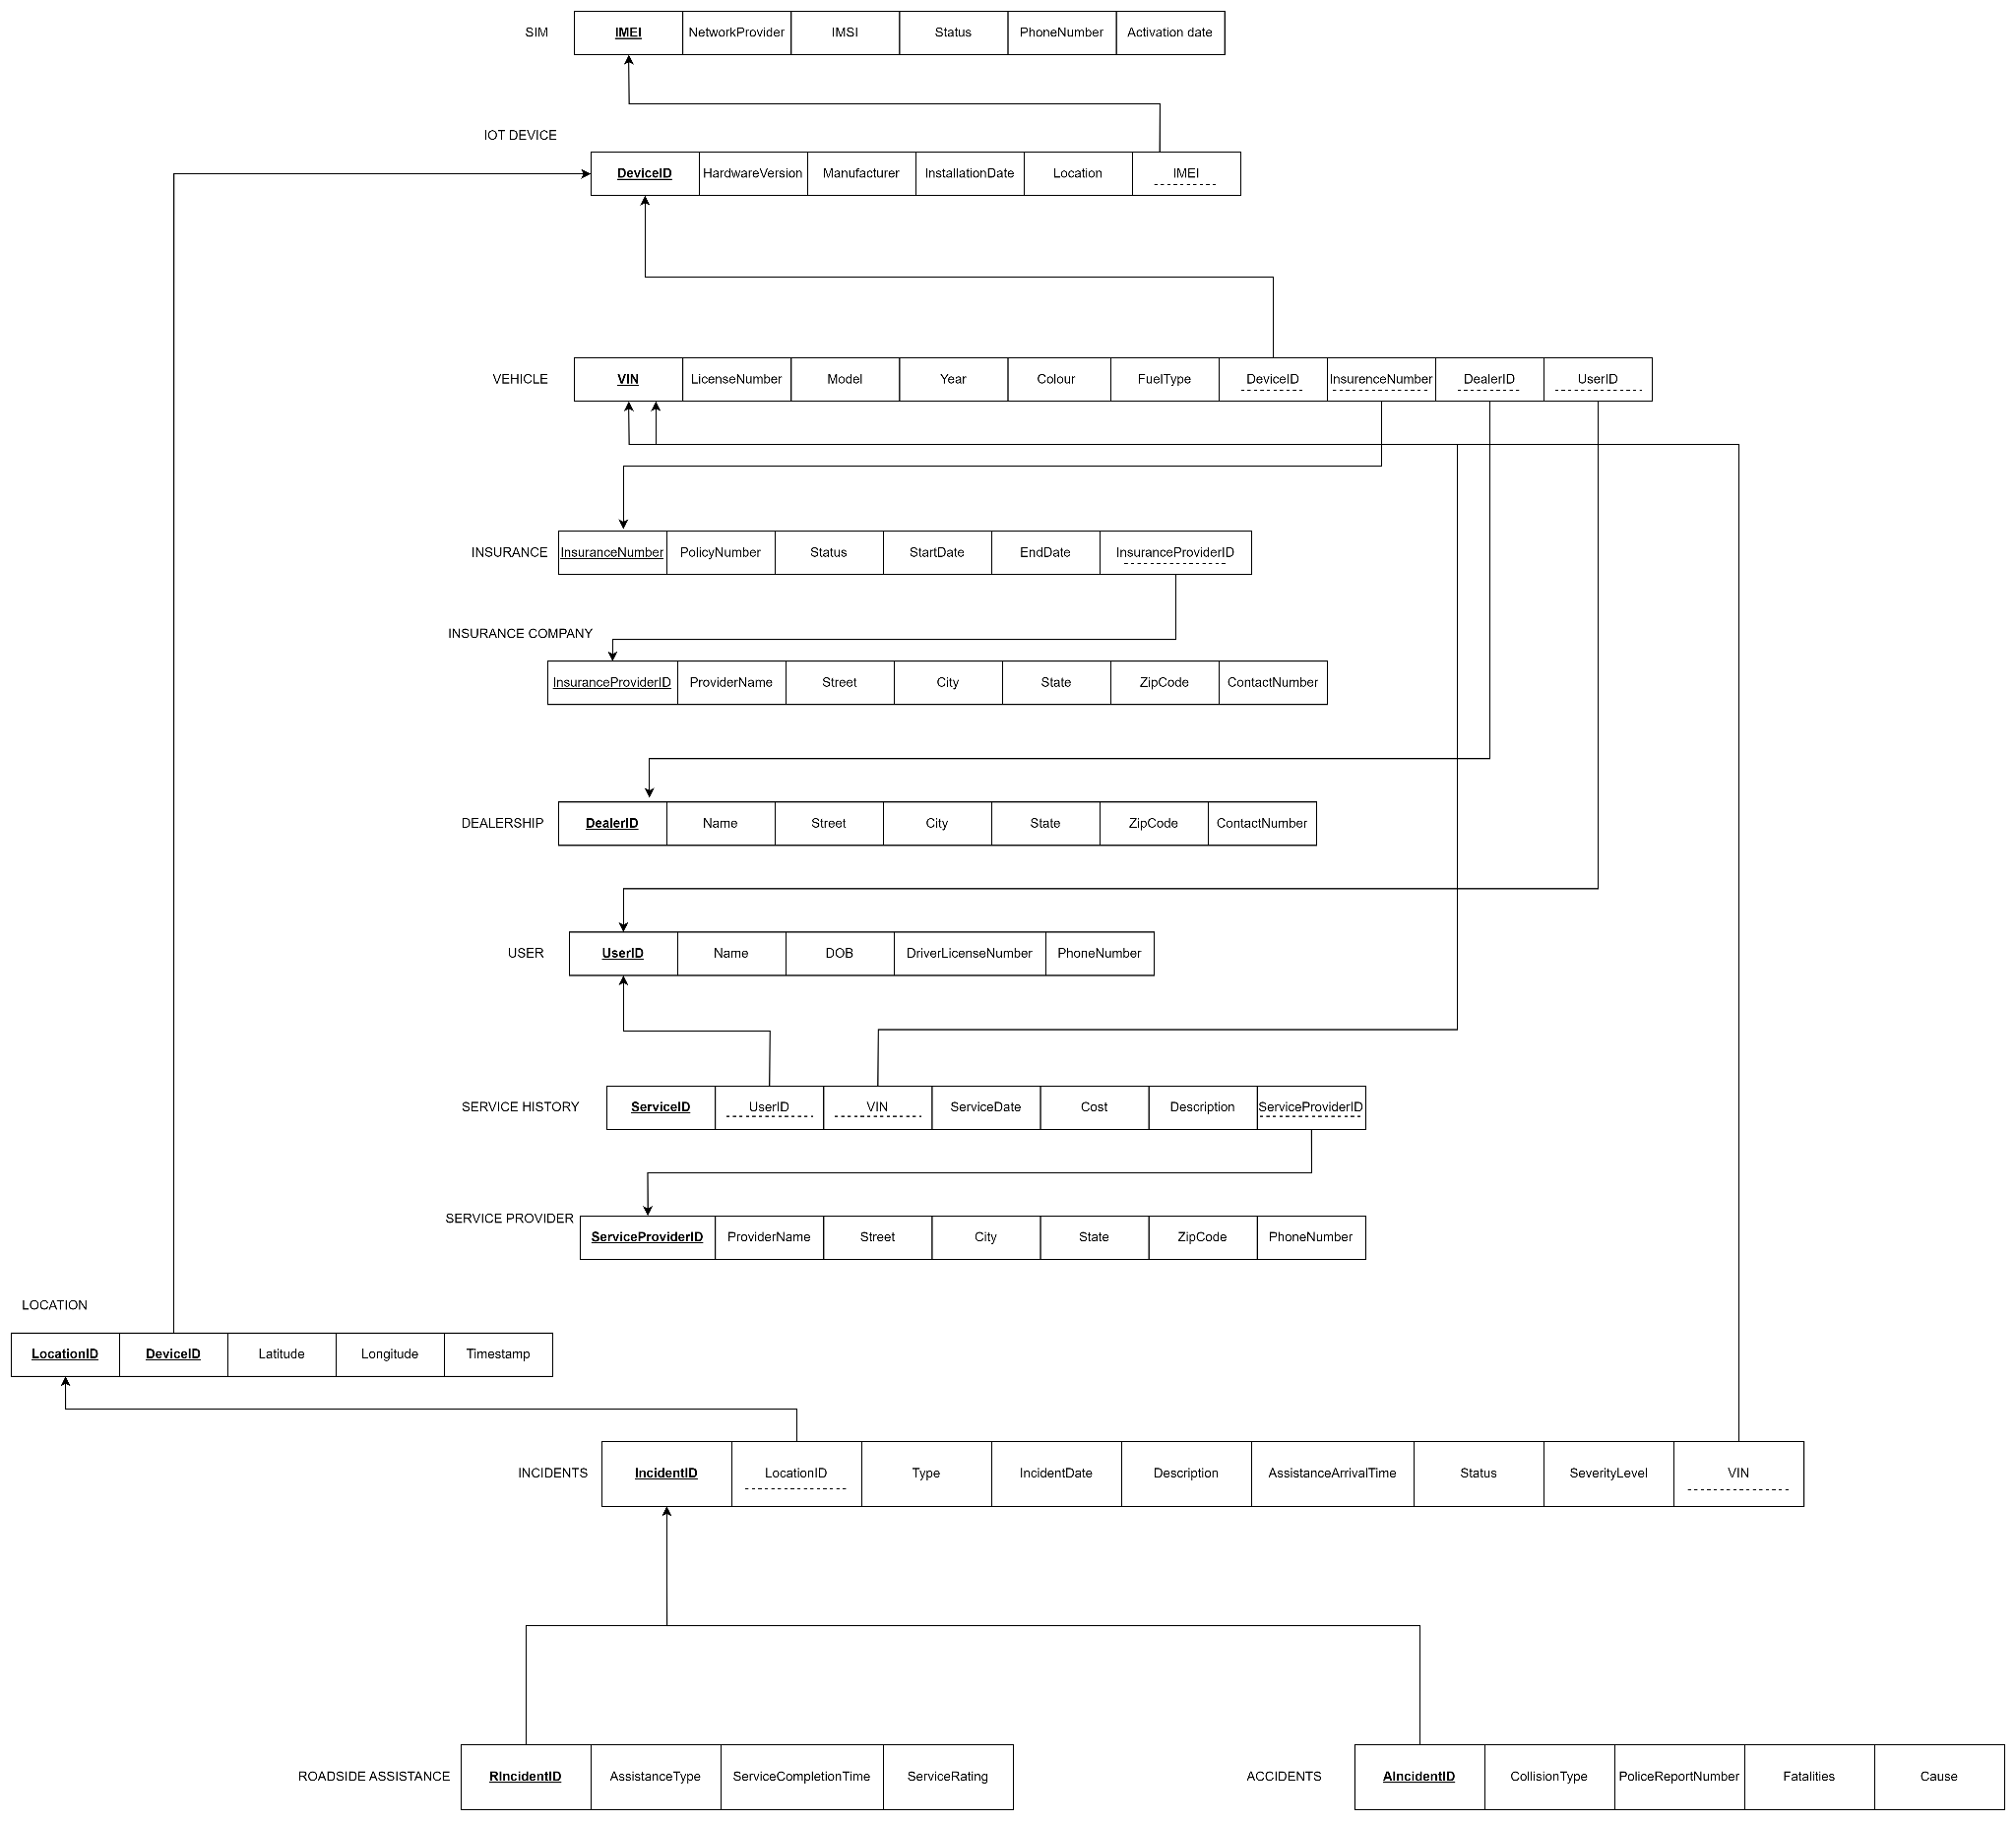 SIM
IMEI NetworkProvider IMSI Status PhoneNumber Activation date
IOT DEVICE
DeviceID HardwareVersion Manufacturer InstallationDate Location IMEI
VEHICLE
VIN LicenseNumber Model Year Colour FuelType DeviceID InsurenceNumber DealerID UserID
INSURANCE
InsuranceNumber PolicyNumber Status StartDate EndDate InsuranceProviderID
INSURANCE COMPANY
InsuranceProviderID ProviderName Street City State ZipCode ContactNumber
DEALERSHIP
DealerID Name Street City State ZipCode ContactNumber
USER
UserID Name DOB DriverLicenseNumber PhoneNumber
SERVICE HISTORY
ServiceID UserID VIN ServiceDate Cost Description ServiceProviderID
SERVICE PROVIDER
ServiceProviderID ProviderName Street City State ZipCode PhoneNumber
LOCATION
LocationID DeviceID Latitude Longitude Timestamp
INCIDENTS
IncidentID LocationID Type IncidentDate Description AssistanceArrivalTime Status SeverityLevel VIN
ROADSIDE ASSISTANCE
RIncidentID AssistanceType ServiceCompletionTime ServiceRating
ACCIDENTS
AIncidentID CollisionType PoliceReportNumber Fatalities Cause